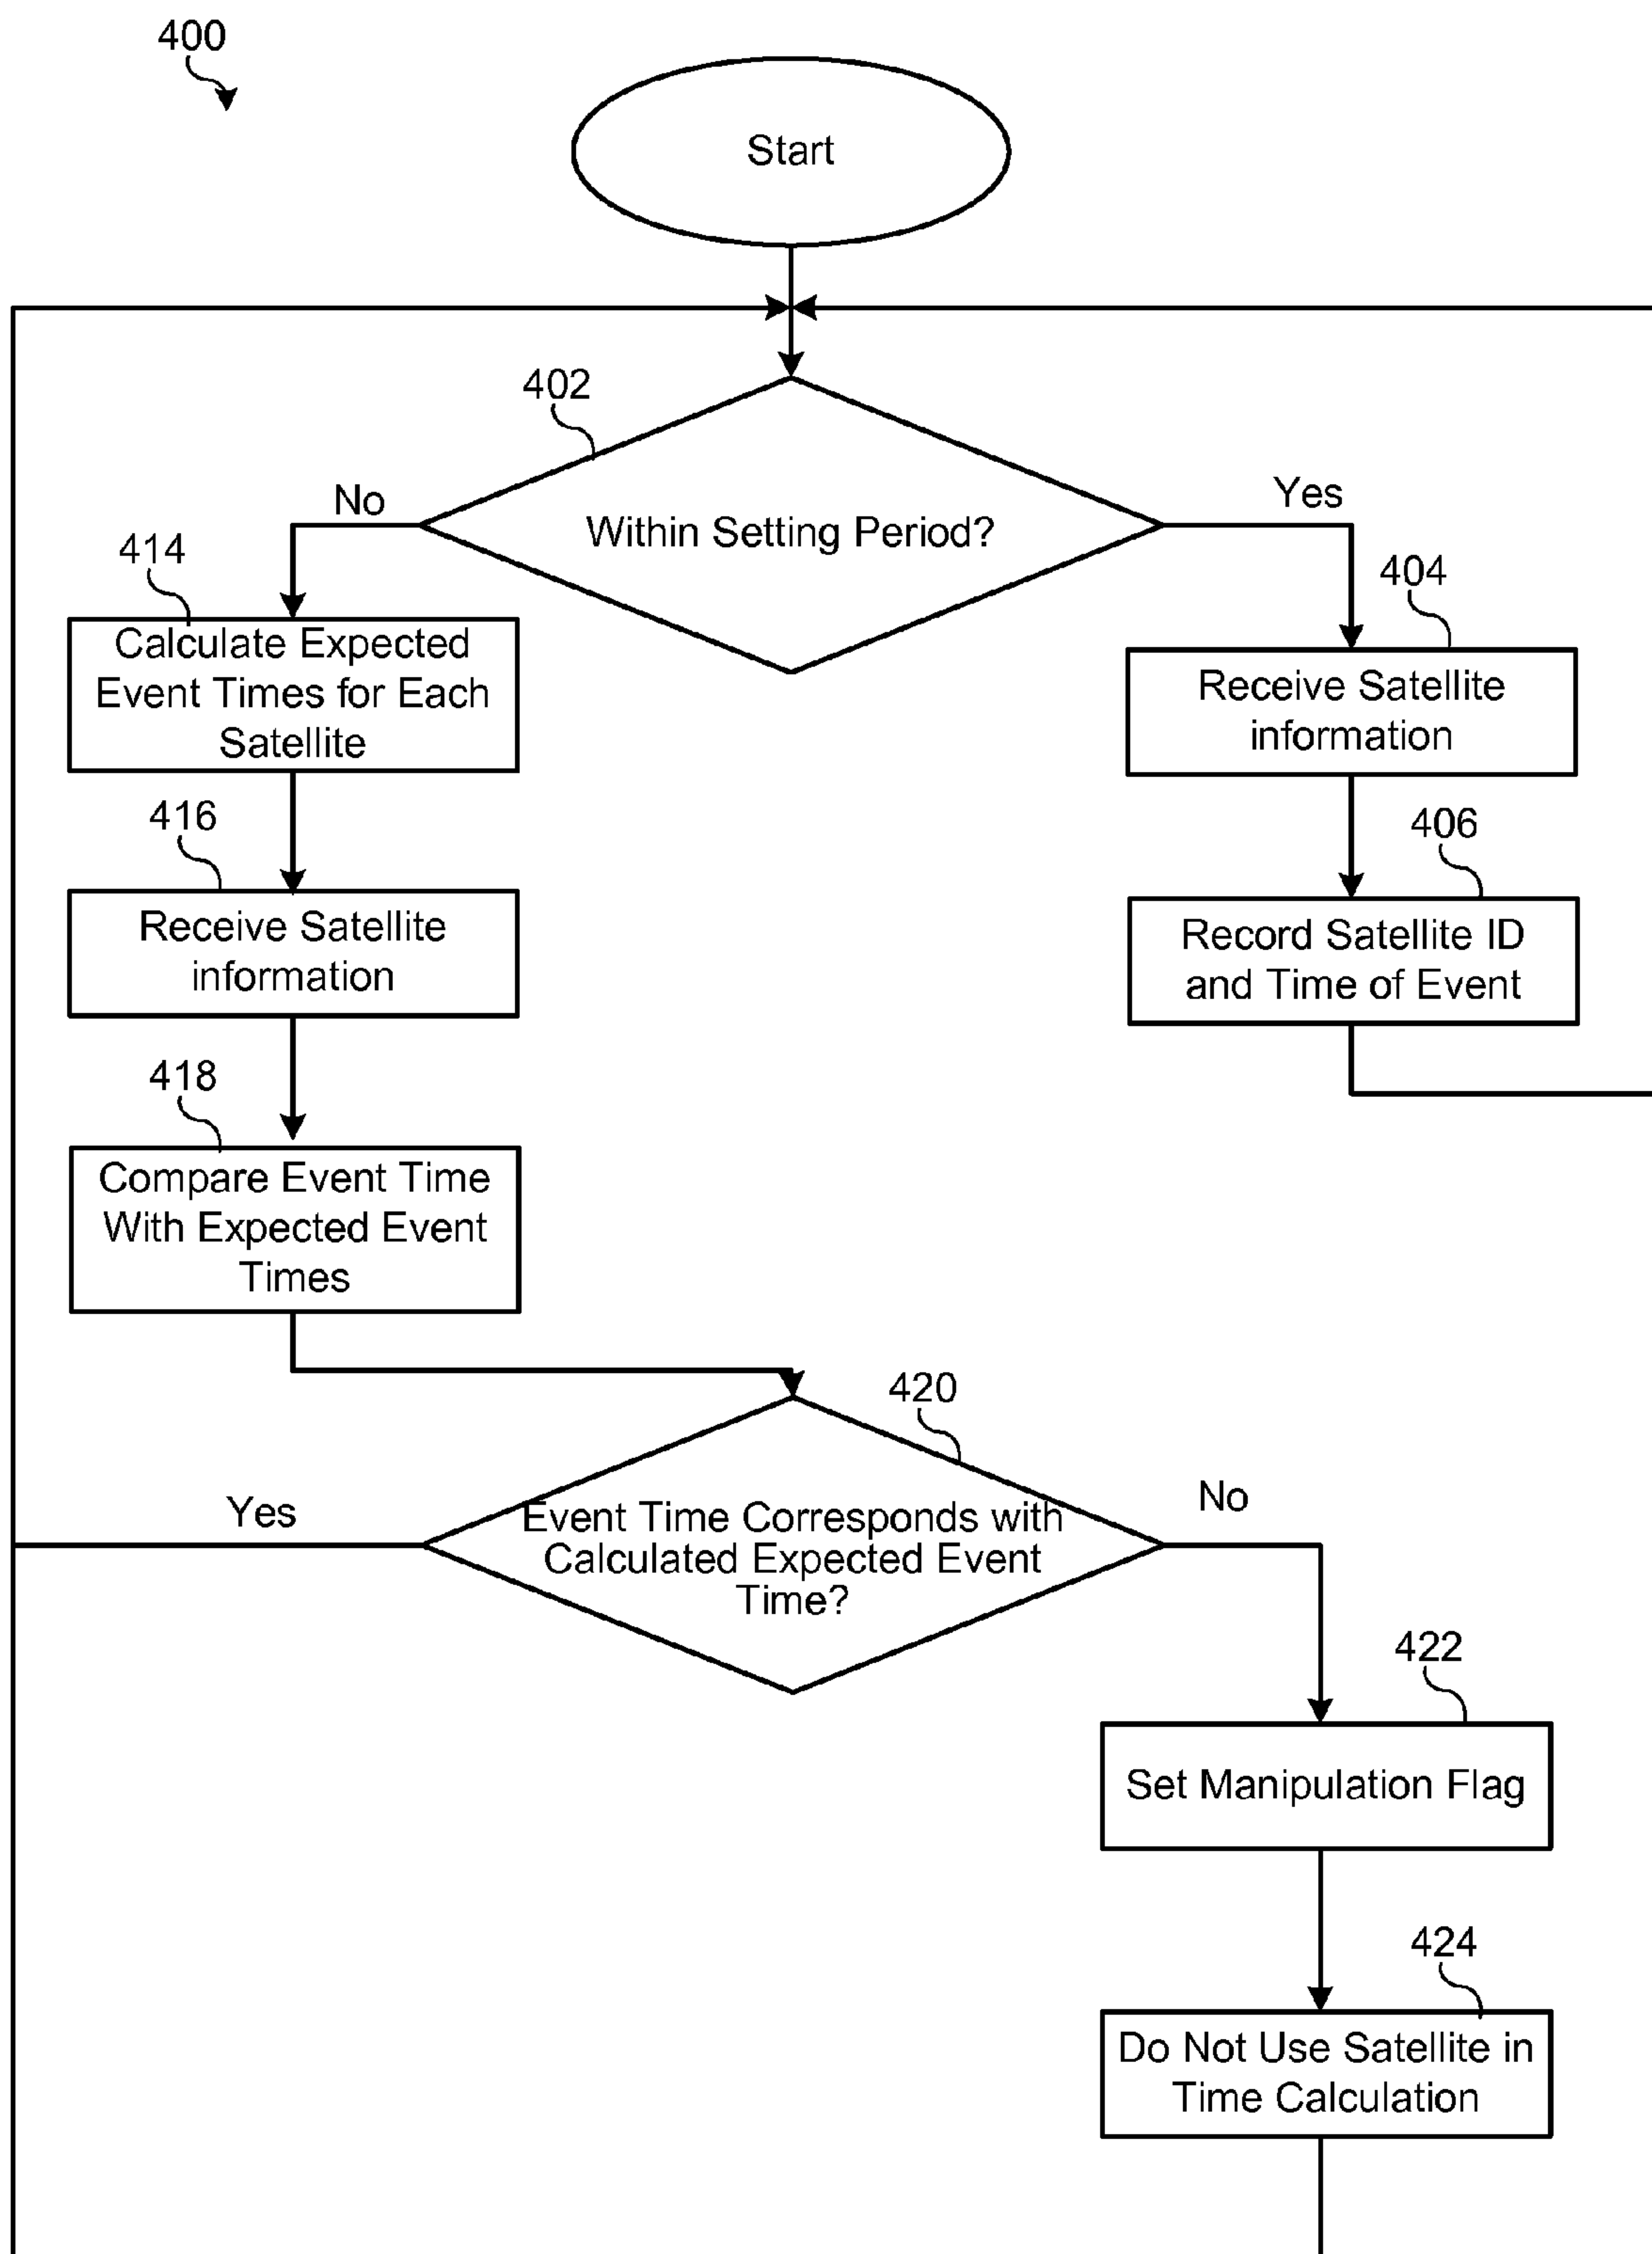 400
Start
402
No
Yes
Within Setting Period?
414
Calculate Expected
Event Times for Each
Satellite
404
Receive Satellite
information
416
Receive Satellite
information
406
Record Satellite ID
and Time of Event
418
Compare Event Time
With Expected Event
Times
420
Yes
No
Event Time Corresponds with
Calculated Expected Event
Time?
422
Set Manipulation Flag
424
Do Not Use Satellite in
Time Calculation